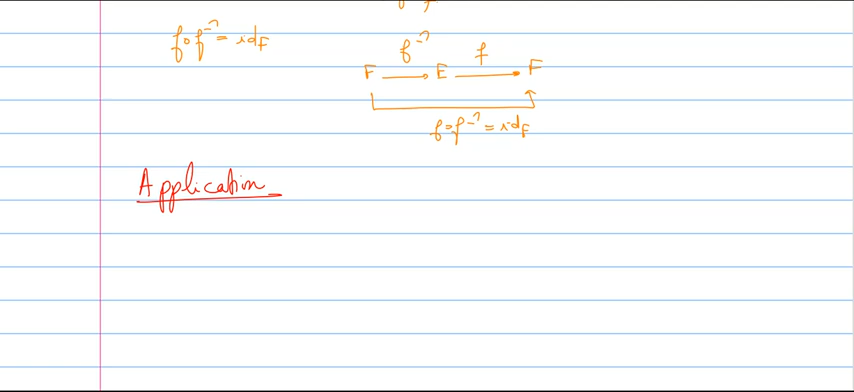 f∘f⁻¹ = idF
f⁻¹ f
F → E → F
f∘f⁻¹ = idF
Application